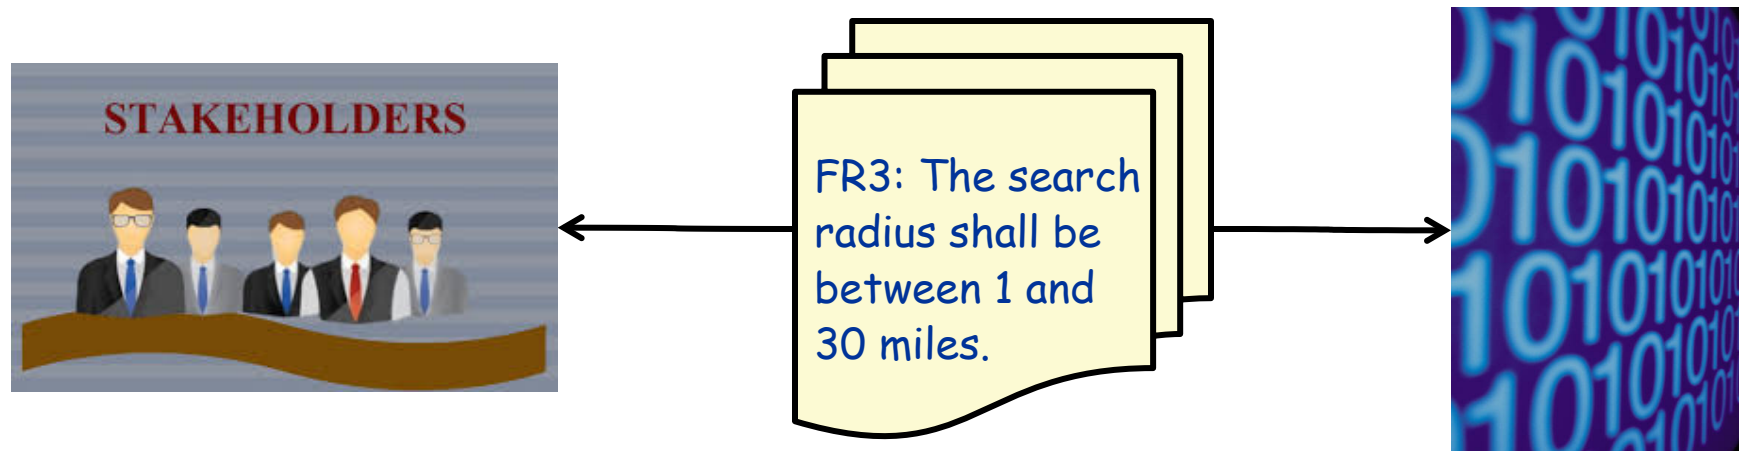 STAKEHOLDERS
FR3: The search
radius shall be
between 1 and
30 miles.